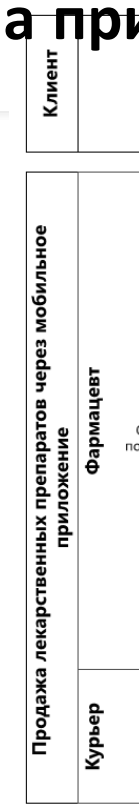 а при
Клиент
Продажа лекарственных препаратов через мобильное
приложение
Фармацевт
Курьер